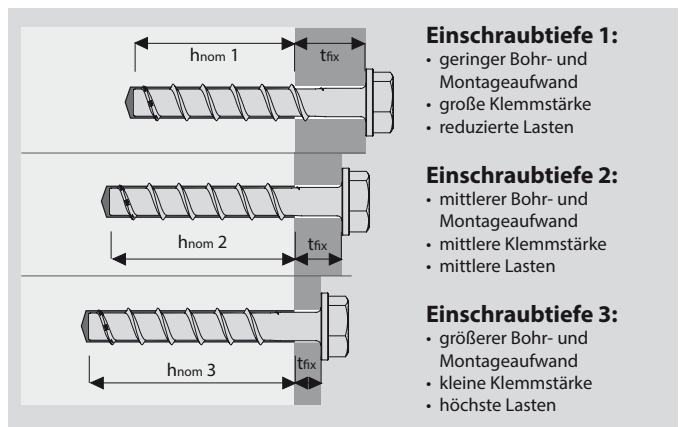 hnom 1
tfix
Einschraubtiefe 1:
• geringer Bohr- und
Montageaufwand
• große Klemmstärke
• reduzierte Lasten
hnom 2
tfix
Einschraubtiefe 2:
• mittlerer Bohr- und
Montageaufwand
• mittlere Klemmstärke
• mittlere Lasten
hnom 3
tfix
Einschraubtiefe 3:
• größerer Bohr- und
Montageaufwand
• kleine Klemmstärke
• höchste Lasten